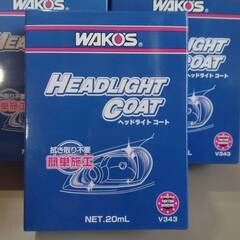 WAKO'S®
HEADLIGHT
COAT
ヘッドライト コート
拭き取り不要
簡単施工
NET.20mL
V343
V343